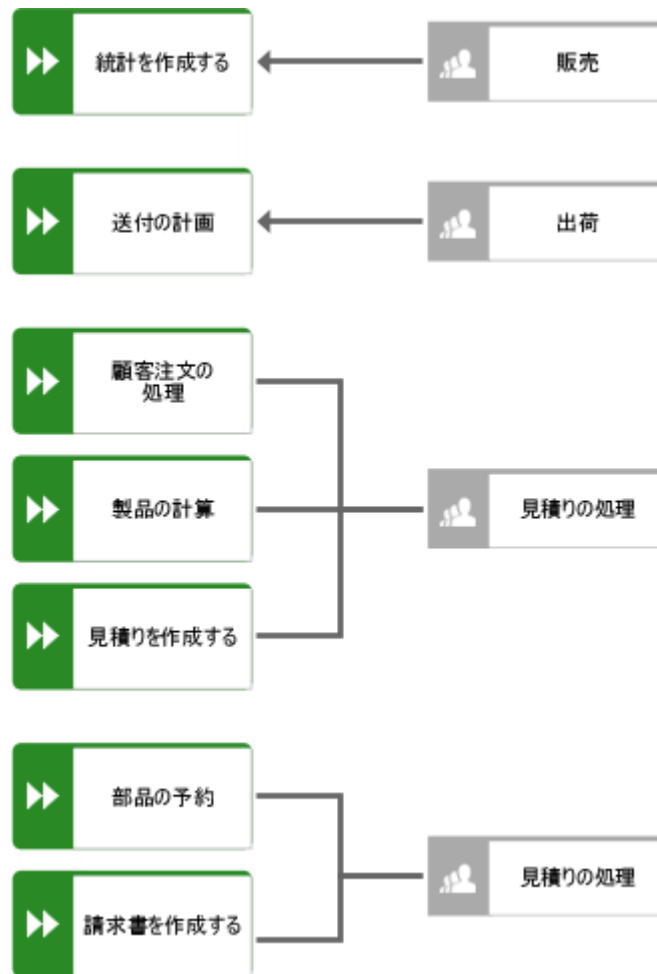 統計を作成する
販売
送付の計画
出荷
顧客注文の
処理
製品の計算
見積りの処理
見積りを作成する
部品の予約
見積りの処理
請求書を作成する